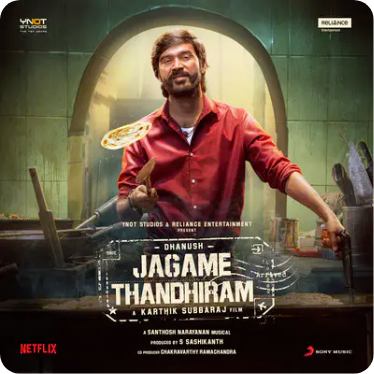 YNOT
STUDIOS
RELIANCE
Entertainment
YNOT STUDIOS & RELIANCE ENTERTAINMENT
PRESENT
DHANUSH
JAGAME
THANDHIRAM
A KARTHIK SUBBARAJ FILM
Arrived
A SANTHOSH NARAYANAN MUSICAL
PRODUCED BY S SASHIKANTH
CO PRODUCER CHAKRAVARTHY RAMACHANDRA
NETFLIX
SONY MUSIC